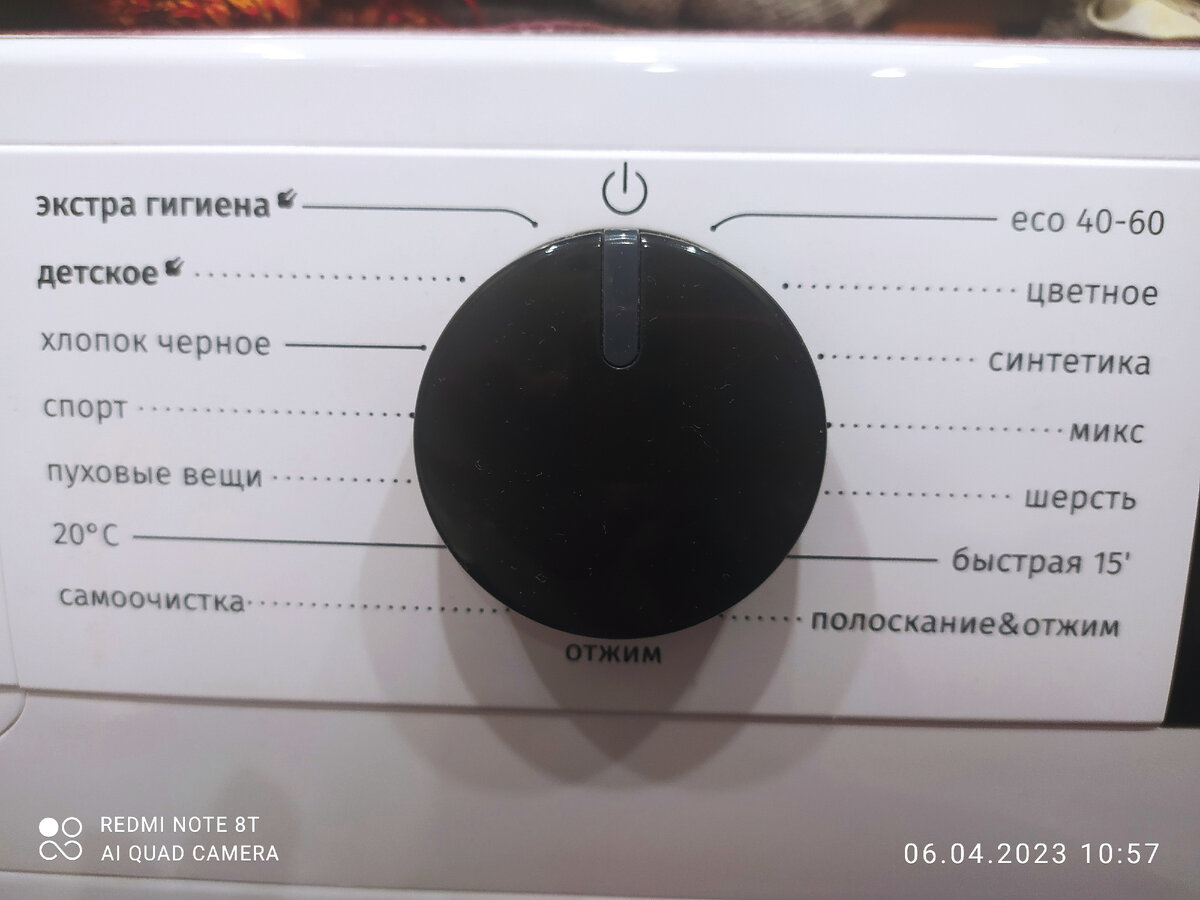 экстра гигиена
детское
хлопок черное
спорт
пуховые вещи
20°C
самоочистка
отжим
eco 40-60
цветное
синтетика
микс
шерсть
быстрая 15'
полоскание&отжим
REDMI NOTE 8T
AI QUAD CAMERA
06.04.2023 10:57